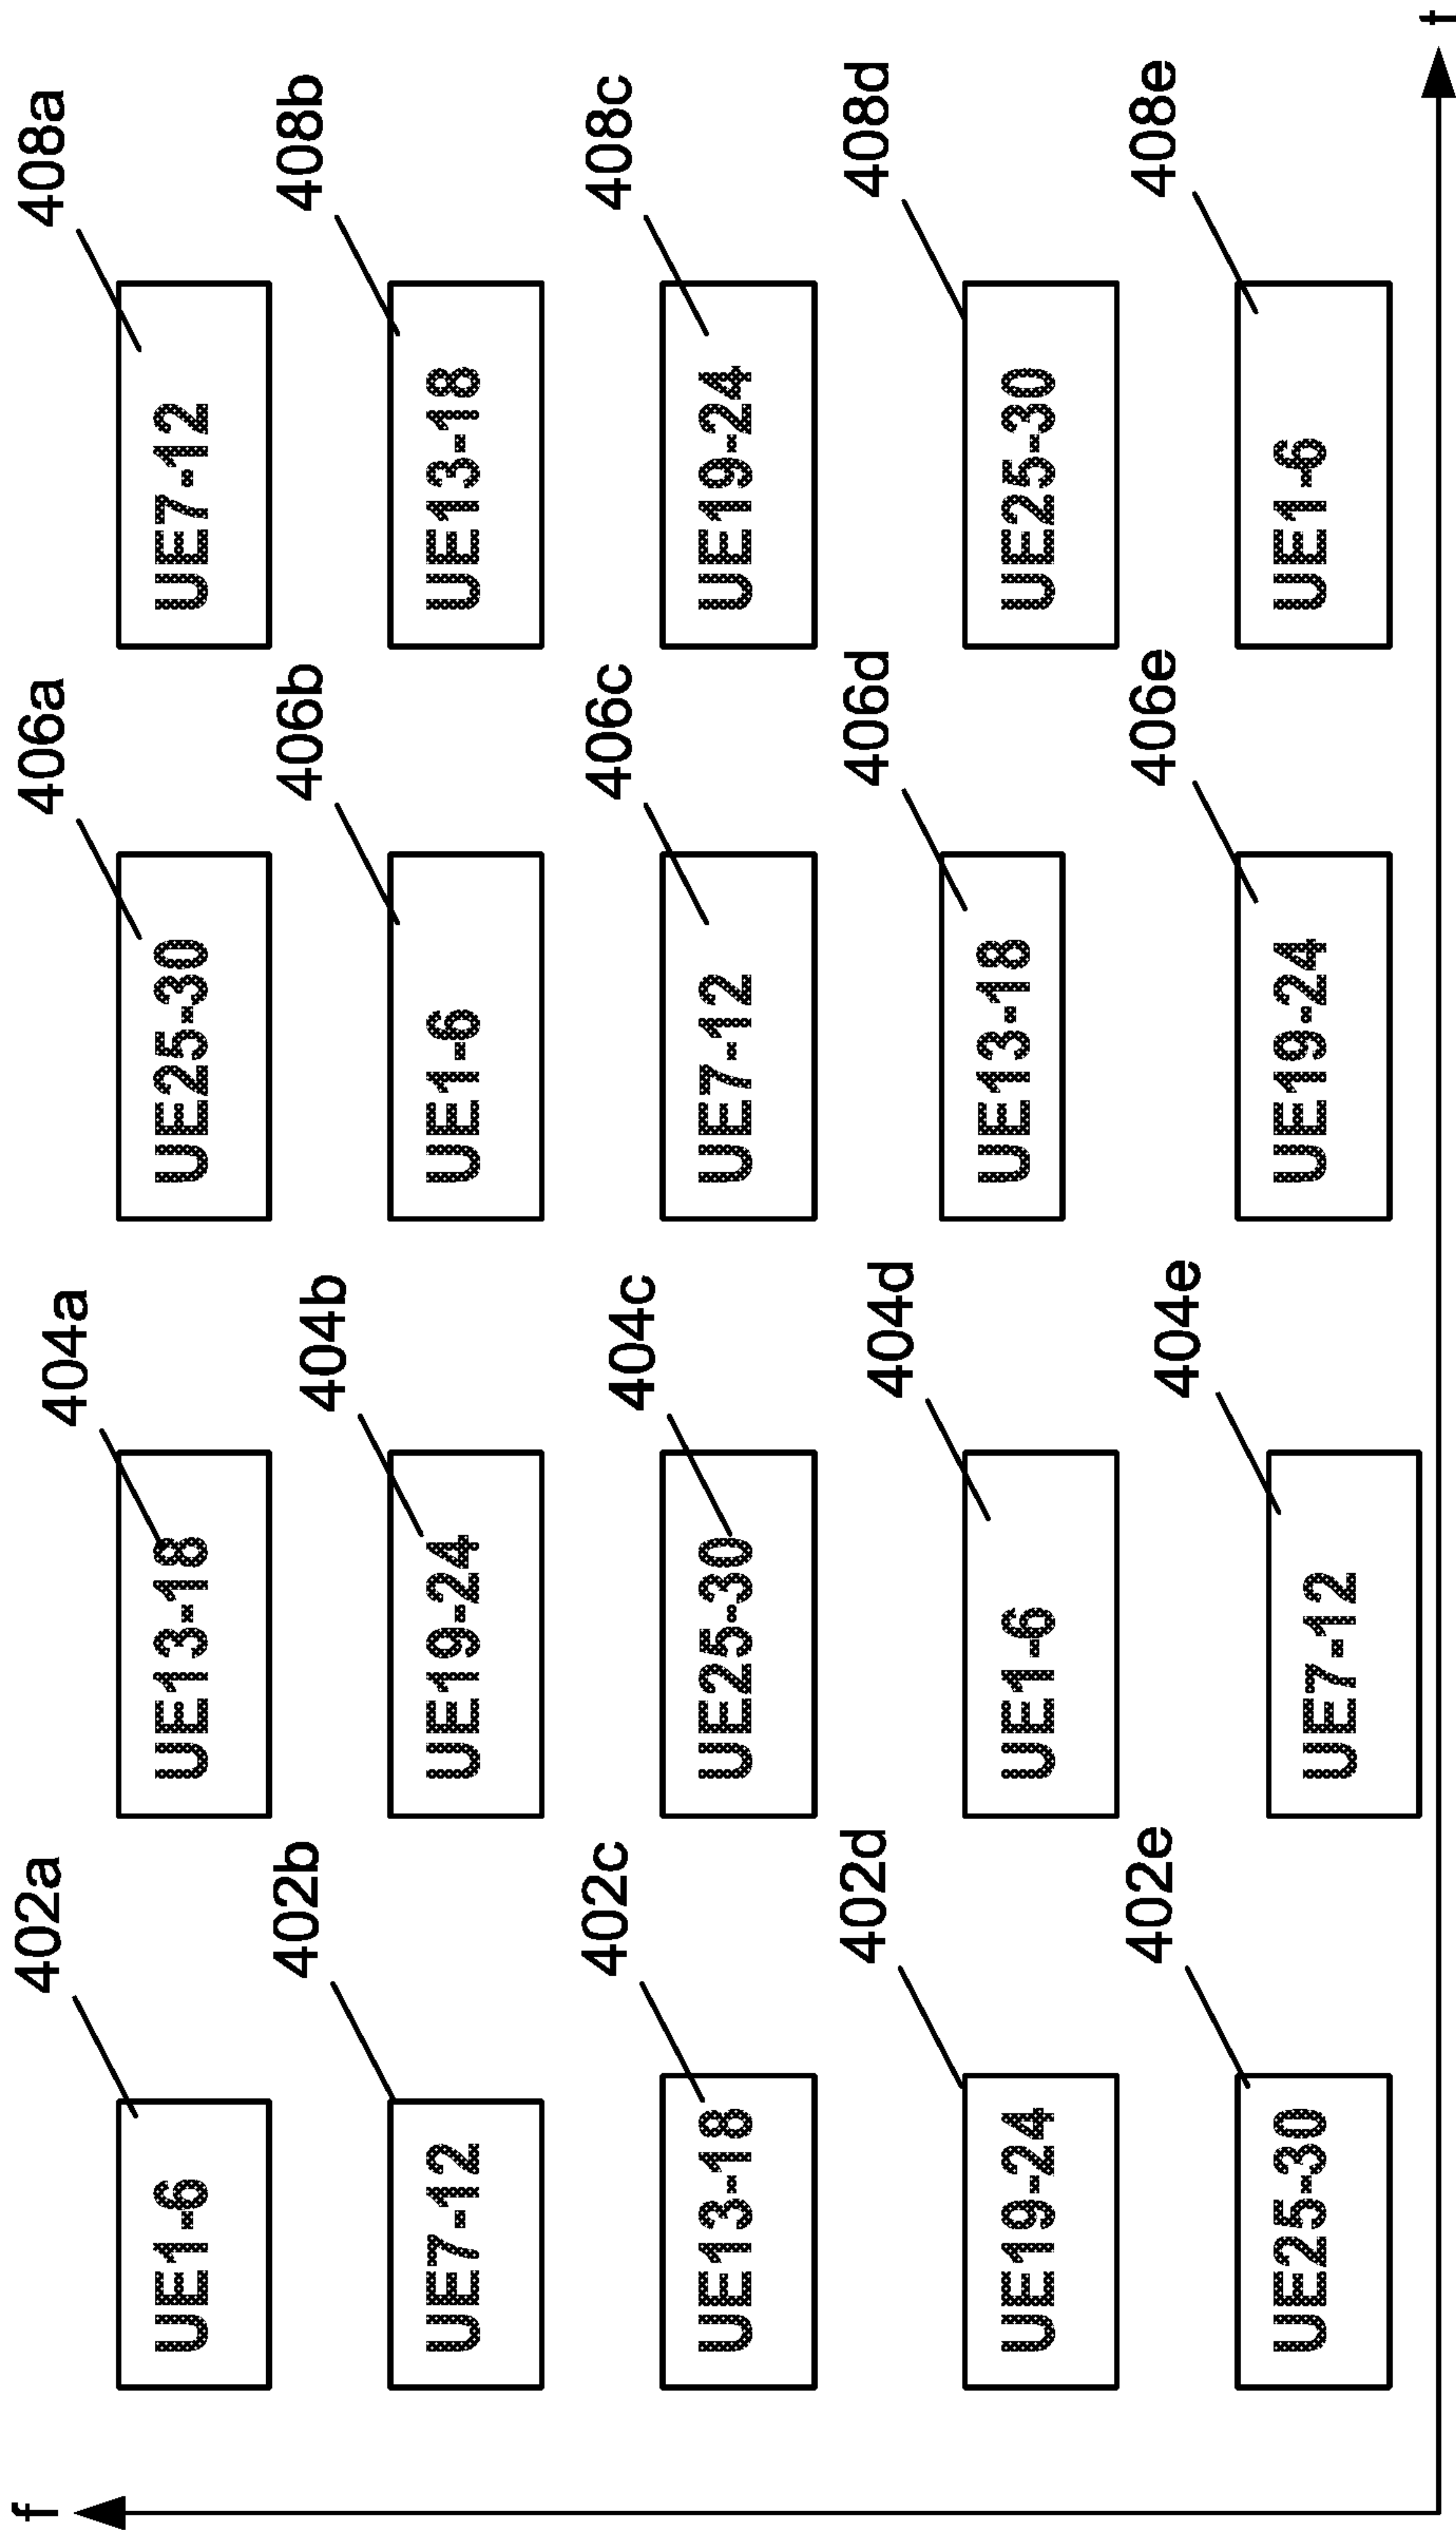 f
402a 404a 406a 408a
UE1-6 UE13-18 UE25-30 UE7-12
402b 404b 406b 408b
UE7-12 UE19-24 UE1-6 UE13-18
402c 404c 406c 408c
UE13-18 UE25-30 UE7-12 UE19-24
402d 404d 406d 408d
UE19-24 UE1-6 UE13-18 UE25-30
402e 404e 406e 408e
UE25-30 UE7-12 UE19-24 UE1-6
t